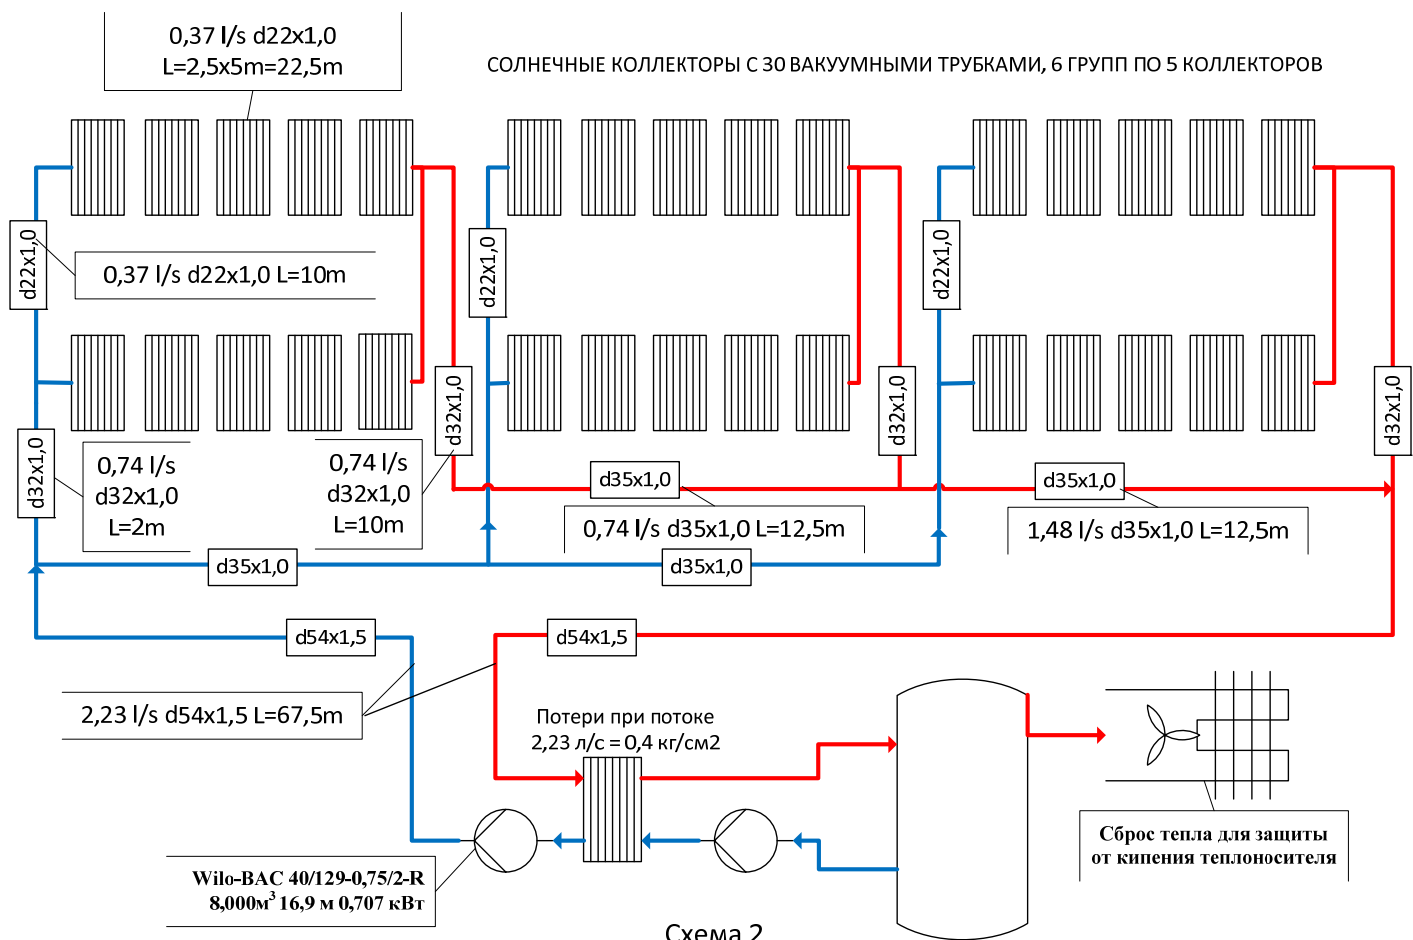 0,37 l/s d22x1,0
L=2,5x5m=22,5m
СОЛНЕЧНЫЕ КОЛЛЕКТОРЫ С 30 ВАКУУМНЫМИ ТРУБКАМИ, 6 ГРУПП ПО 5 КОЛЛЕКТОРОВ
d22x1,0
d22x1,0
d22x1,0
0,37 l/s d22x1,0 L=10m
d32x1,0
d32x1,0
d32x1,0
d32x1,0
0,74 l/s
d32x1,0
L=2m
0,74 l/s
d32x1,0
L=10m
d35x1,0
d35x1,0
0,74 l/s d35x1,0 L=12,5m
1,48 l/s d35x1,0 L=12,5m
d35x1,0
d35x1,0
d54x1,5
d54x1,5
2,23 l/s d54x1,5 L=67,5m
Потери при потоке
2,23 л/с = 0,4 кг/см2
Сброс тепла для защиты
от кипения теплоносителя
Wilo-BAC 40/129-0,75/2-R
8,000м³ 16,9 м 0,707 кВт
Схема 2